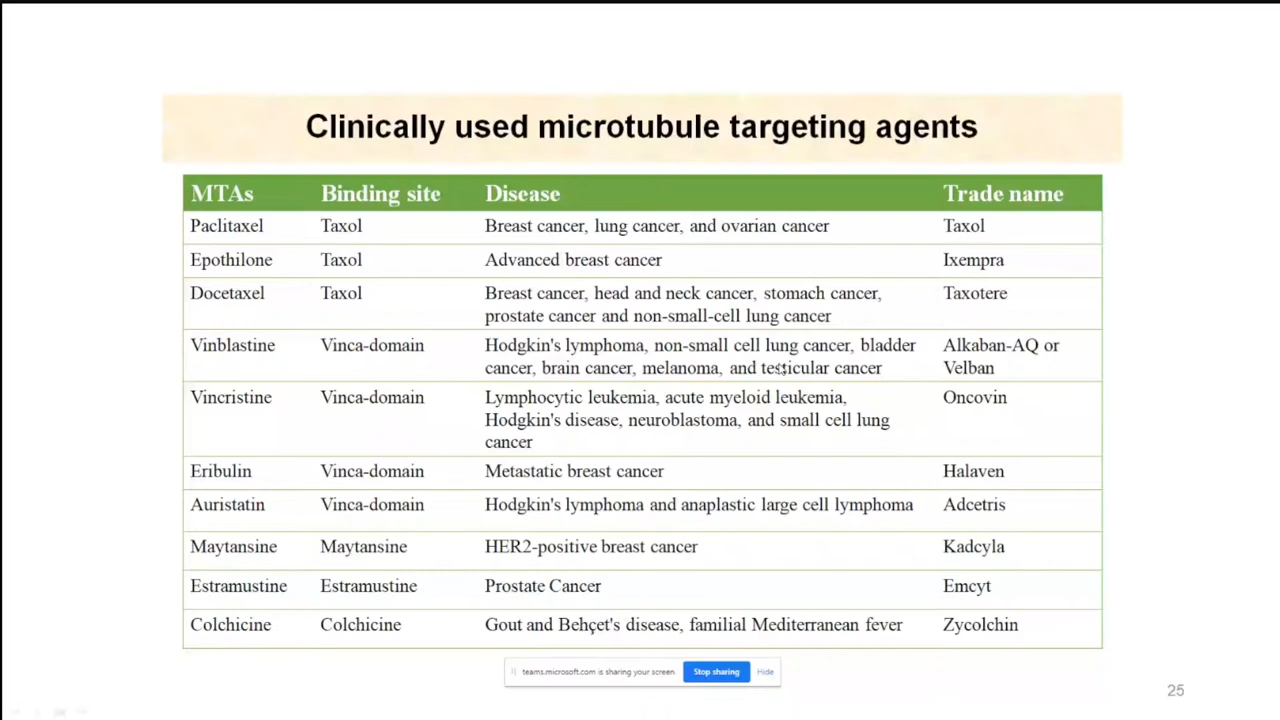 Clinically used microtubule targeting agents
MTAs Binding site Disease Trade name
Paclitaxel Taxol Breast cancer, lung cancer, and ovarian cancer Taxol
Epothilone Taxol Advanced breast cancer Ixempra
Docetaxel Taxol Breast cancer, head and neck cancer, stomach cancer, Taxotere
prostate cancer and non-small-cell lung cancer
Vinblastine Vinca-domain Hodgkin's lymphoma, non-small cell lung cancer, bladder Alkaban-AQ or
cancer, brain cancer, melanoma, and testicular cancer Velban
Vincristine Vinca-domain Lymphocytic leukemia, acute myeloid leukemia, Oncovin
Hodgkin's disease, neuroblastoma, and small cell lung
cancer
Eribulin Vinca-domain Metastatic breast cancer Halaven
Auristatin Vinca-domain Hodgkin's lymphoma and anaplastic large cell lymphoma Adcetris
Maytansine Maytansine HER2-positive breast cancer Kadcyla
Estramustine Estramustine Prostate Cancer Emcyt
Colchicine Colchicine Gout and Behçet's disease, familial Mediterranean fever Zycolchin
teams.microsoft.com is sharing your screen Stop sharing Hide
25